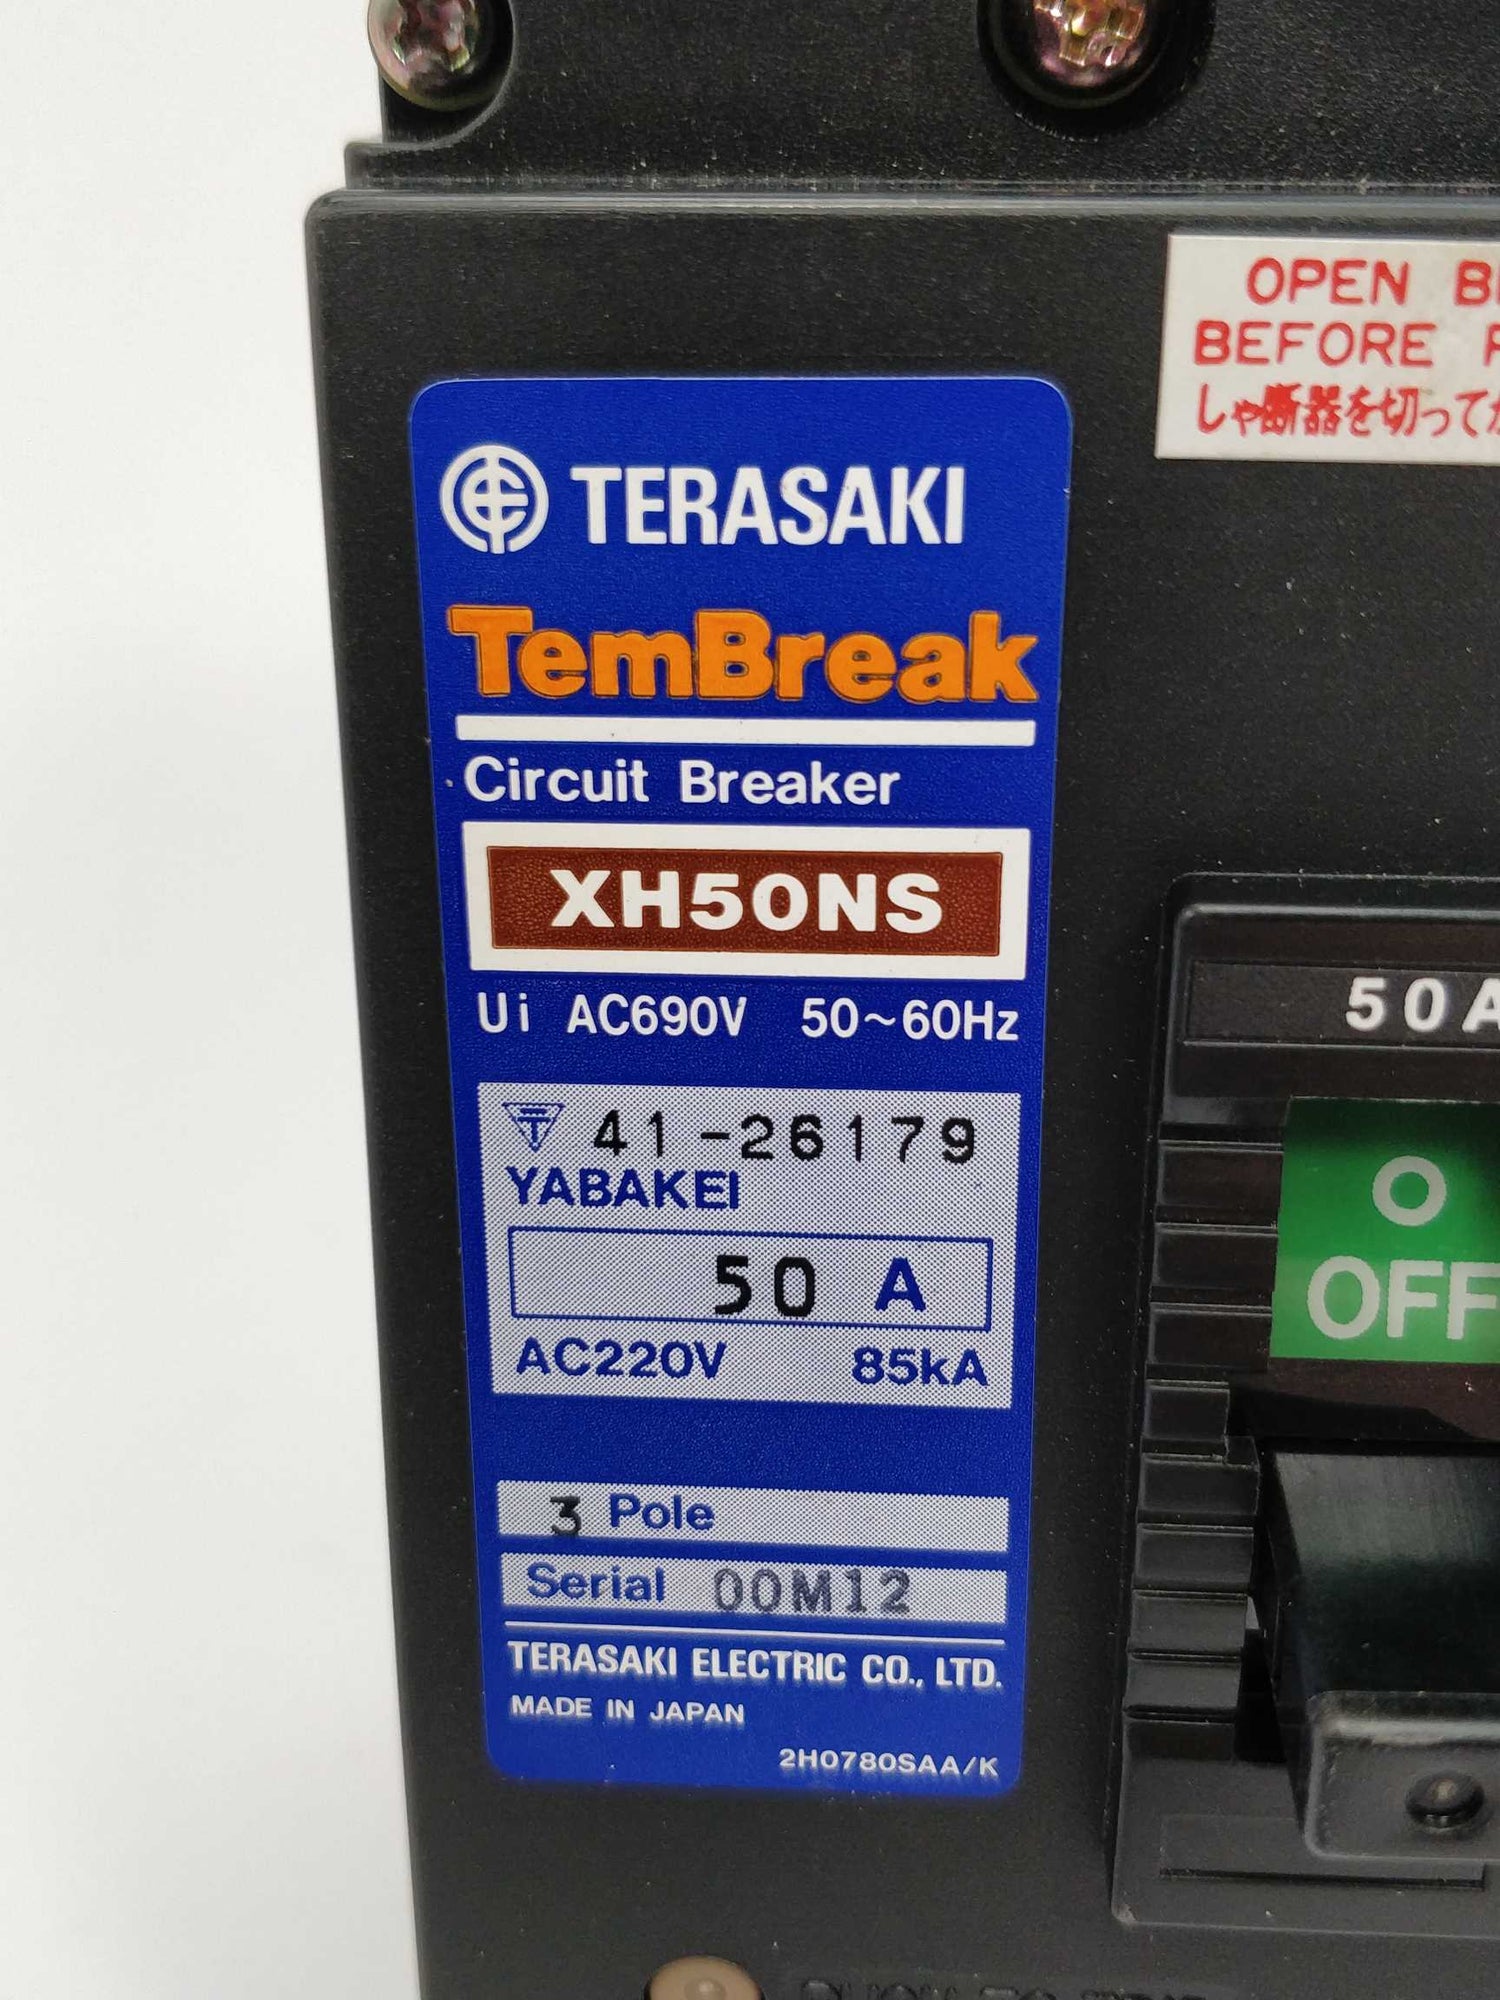 OPEN
BEFORE
しゃ断器を切って
TERASAKI
TemBreak
Circuit Breaker
XH50NS
Ui AC690V 50~60Hz
41-26179
YABAKEI
50 A
AC220V 85kA
3 Pole
Serial 00M12
TERASAKI ELECTRIC CO., LTD.
MADE IN JAPAN
2H0780SAA/K
50A
O
OFF